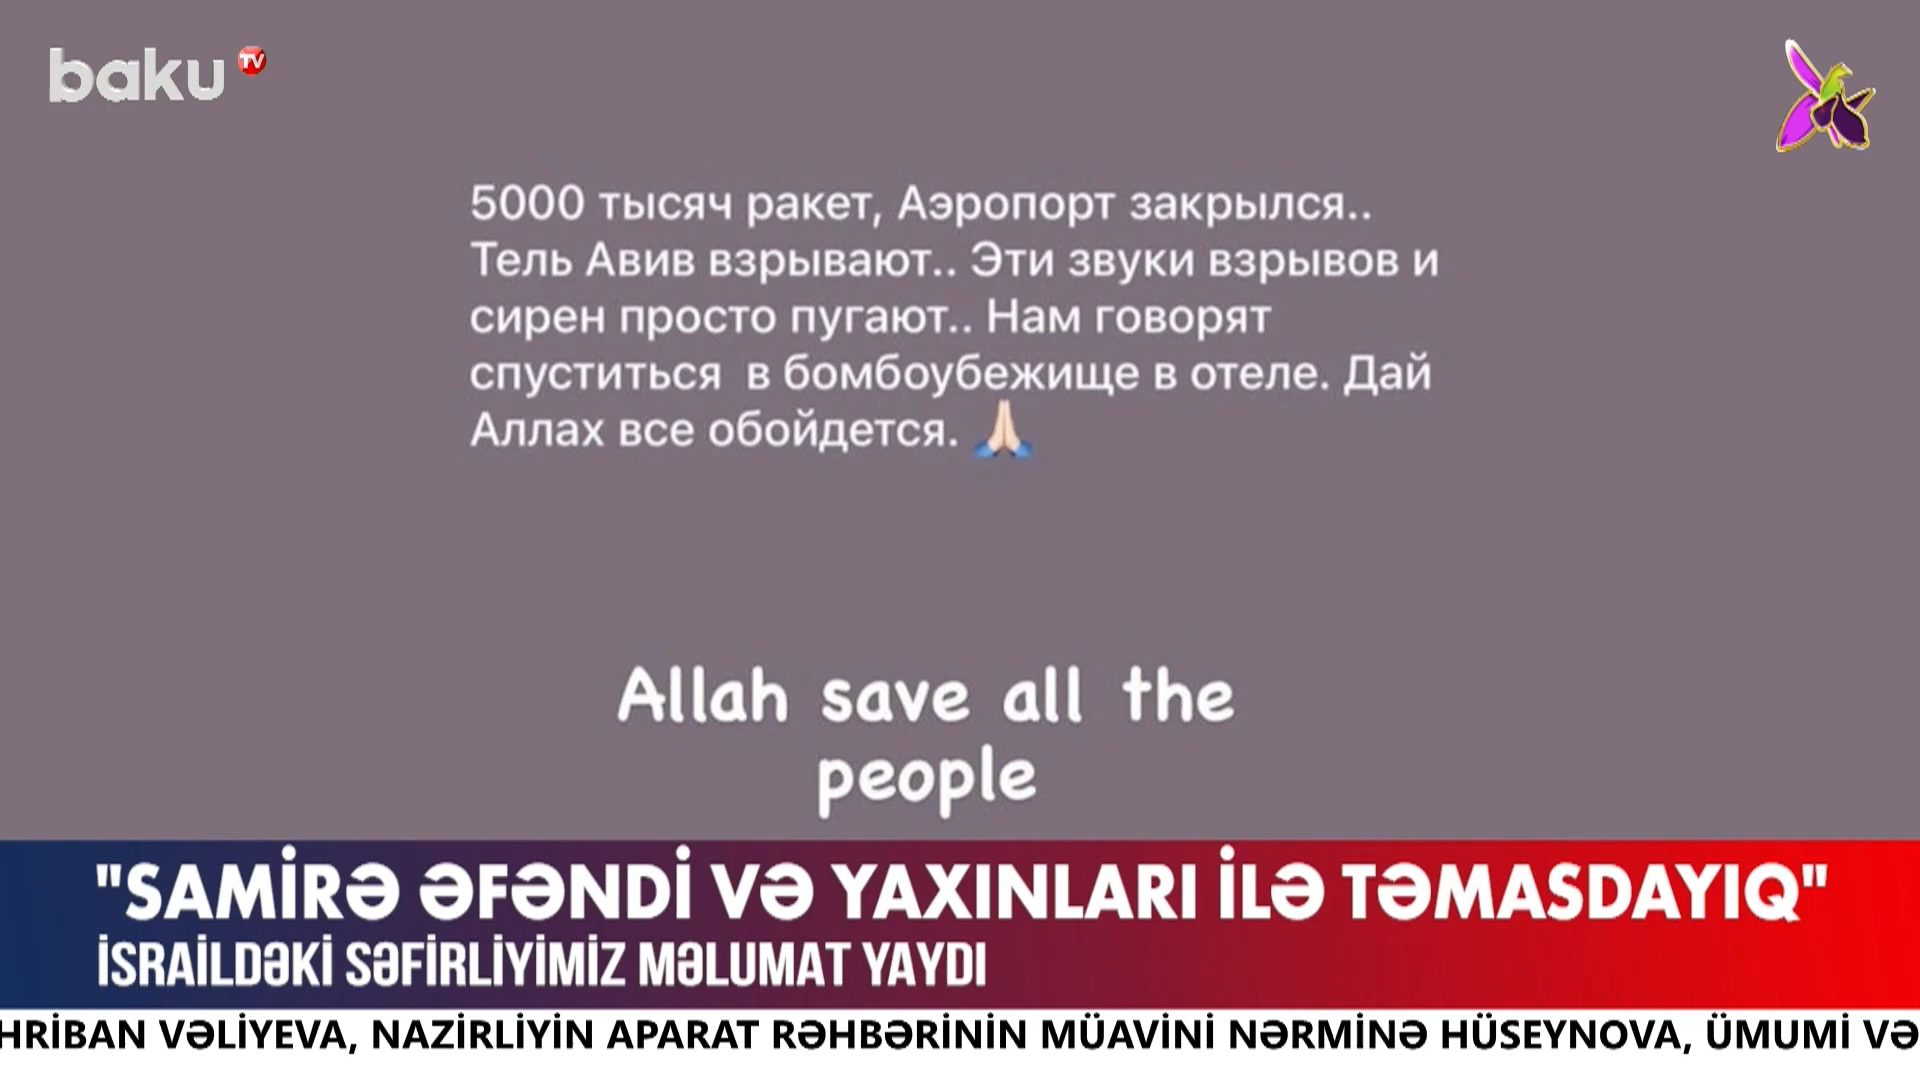 baku TV
5000 тысяч ракет, Аэропорт закрылся..
Тель Авив взрывают.. Эти звуки взрывов и
сирен просто пугают.. Нам говорят
спуститься в бомбоубежище в отеле. Дай
Аллах все обойдется. 🙏🏻
Allah save all the
people
"SAMİRƏ ƏFƏNDİ VƏ YAXINLARI İLƏ TƏMASDAYIQ"
İSRAİLDƏKİ SƏFİRLİYİMİZ MƏLUMAT YAYDI
HRİBAN VƏLİYEVA, NAZİRLİYİN APARAT RƏHBƏRİNİN MÜAVİNİ NƏRMİNƏ HÜSEYNOVA, ÜMUMİ VƏ